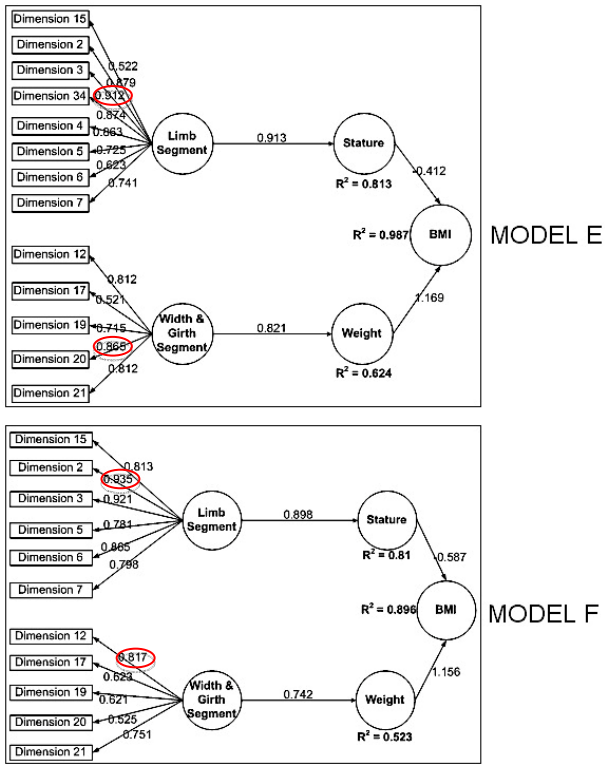 Dimension 15
Dimension 2
Dimension 3
Dimension 34
Dimension 4
Dimension 5
Dimension 6
Dimension 7
0.522
0.879
0.912
0.874
0.863
0.725
0.623
0.741
Limb
Segment
0.913
Stature
R² = 0.813
-0.412
R² = 0.987
BMI
MODEL E
Dimension 12
Dimension 17
Dimension 19
Dimension 20
Dimension 21
0.812
0.521
0.715
0.865
0.812
Width &
Girth
Segment
0.821
Weight
R² = 0.624
1.169
Dimension 15
Dimension 2
Dimension 3
Dimension 5
Dimension 6
Dimension 7
0.813
0.935
0.921
0.781
0.865
0.798
Limb
Segment
0.898
Stature
R² = 0.81
-0.587
R² = 0.896
BMI
MODEL F
Dimension 12
Dimension 17
Dimension 19
Dimension 20
Dimension 21
0.817
0.623
0.621
0.525
0.751
Width &
Girth
Segment
0.742
Weight
R² = 0.523
1.156